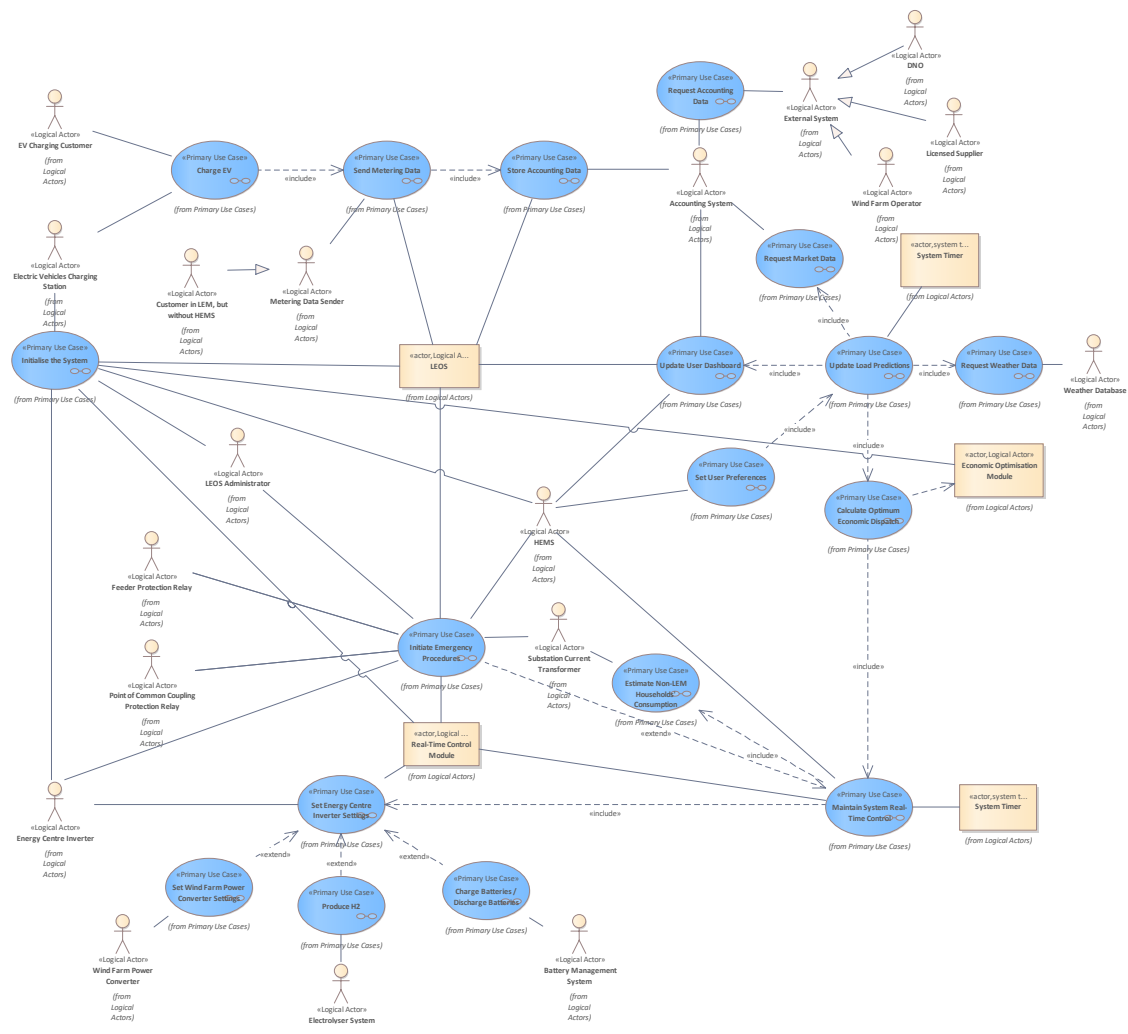 «Logical Actor»
DNO
(from
Logical
Actors)
«Primary Use Case»
Request Accounting
Data
(from Primary Use Cases)
«Logical Actor»
External System
(from
Logical
Actors)
«Logical Actor»
Licensed Supplier
(from
Logical
Actors)
«Logical Actor»
EV Charging Customer
(from
Logical
Actors)
«Primary Use Case»
Charge EV
(from Primary Use Cases)
«include»
«Primary Use Case»
Send Metering Data
(from Primary Use Cases)
«include»
«Primary Use Case»
Store Accounting Data
(from Primary Use Cases)
«Logical Actor»
Accounting System
(from
Logical
Actors)
«Logical Actor»
Wind Farm Operator
(from
Logical
Actors)
«Logical Actor»
Electric Vehicles Charging
Station
(from
Logical
Actors)
«Logical Actor»
Customer in LEM, but
without HEMS
(from
Logical
Actors)
«Logical Actor»
Metering Data Sender
(from
Logical
Actors)
«Primary Use Case»
Request Market Data
(from Primary Use Cases)
«include»
«actor,system t...
System Timer
(from Logical Actors)
«Primary Use Case»
Initialise the System
(from Primary Use Cases)
«actor,Logical A...
LEOS
(from Logical Actors)
«Primary Use Case»
Update User Dashboard
(from Primary Use Cases)
«include»
«Primary Use Case»
Update Load Predictions
(from Primary Use Cases)
«include»
«Primary Use Case»
Request Weather Data
(from Primary Use Cases)
«Logical Actor»
Weather Database
(from
Logical
Actors)
«include»
«include»
«Logical Actor»
LEOS Administrator
(from
Logical
Actors)
«Primary Use Case»
Set User Preferences
(from Primary Use Cases)
«actor,Logical Actor»
Economic Optimisation
Module
(from Logical Actors)
«Primary Use Case»
Calculate Optimum
Economic Dispatch
(from Primary Use Cases)
«Logical Actor»
HEMS
(from
Logical
Actors)
«Logical Actor»
Feeder Protection Relay
(from
Logical
Actors)
«Primary Use Case»
Initiate Emergency
Procedures
(from Primary Use Cases)
«Logical Actor»
Substation Current
Transformer
(from
Logical
Actors)
«Primary Use Case»
Estimate Non-LEM
Households'
Consumption
(from Primary Use Cases)
«include»
«Logical Actor»
Point of Common Coupling
Protection Relay
(from
Logical
Actors)
«extend»
«include»
«actor,Logical ...
Real-Time Control
Module
(from Logical Actors)
«Logical Actor»
Energy Centre Inverter
(from
Logical
Actors)
«Primary Use Case»
Set Energy Centre
Inverter Settings
(from Primary Use Cases)
«include»
«Primary Use Case»
Maintain System Real-
Time Control
(from Primary Use Cases)
«actor,system t...
System Timer
(from Logical Actors)
«extend»
«extend»
«extend»
«Primary Use Case»
Set Wind Farm Power
Converter Settings
(from Primary Use Cases)
«Primary Use Case»
Produce H2
(from Primary Use Cases)
«Primary Use Case»
Charge Batteries /
Discharge Batteries
(from Primary Use Cases)
«Logical Actor»
Wind Farm Power
Converter
(from
Logical
Actors)
«Logical Actor»
Electrolyser System
«Logical Actor»
Battery Management
System
(from
Logical
Actors)